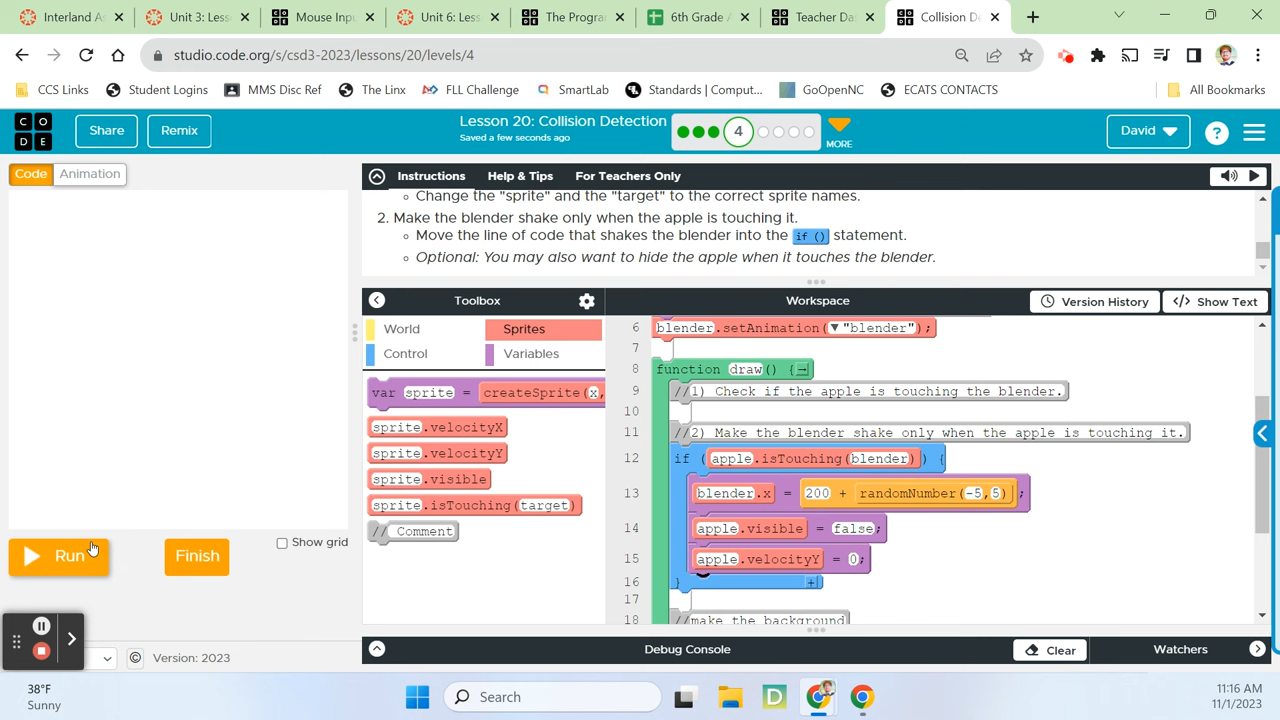 Interland As
Unit 3: Less
Mouse Inpu
Unit 6: Less
The Program
6th Grade A
Teacher Da
Collision De
studio.code.org/s/csd3-2023/lessons/20/levels/4
CCS Links
Student Logins
MMS Disc Ref
The Linx
FLL Challenge
SmartLab
Standards | Comput...
GoOpenNC
ECATS CONTACTS
All Bookmarks
C O D E
Share
Remix
Lesson 20: Collision Detection
Saved a few seconds ago
4
MORE
David
?
Code
Animation
Instructions
Help & Tips
For Teachers Only
Change the "sprite" and the "target" to the correct sprite names.
2. Make the blender shake only when the apple is touching it.
Move the line of code that shakes the blender into the if () statement.
Optional: You may also want to hide the apple when it touches the blender.
Toolbox
Workspace
Version History
</> Show Text
World
Sprites
Control
Variables
var sprite = createSprite(x,
sprite.velocityX
sprite.velocityY
sprite.visible
sprite.isTouching(target)
// Comment
6 blender.setAnimation(▼"blender");
7
8 function draw() {
9 //1) Check if the apple is touching the blender.
10
11 //2) Make the blender shake only when the apple is touching it.
12 if (apple.isTouching(blender)) {
13 blender.x = 200 + randomNumber(-5,5);
14 apple.visible = false;
15 apple.velocityY = 0;
16 } +
17
18 //make the background
Run
Finish
Show grid
© Version: 2023
Debug Console
Clear
Watchers
38°F
Sunny
Search
11:16 AM
11/1/2023